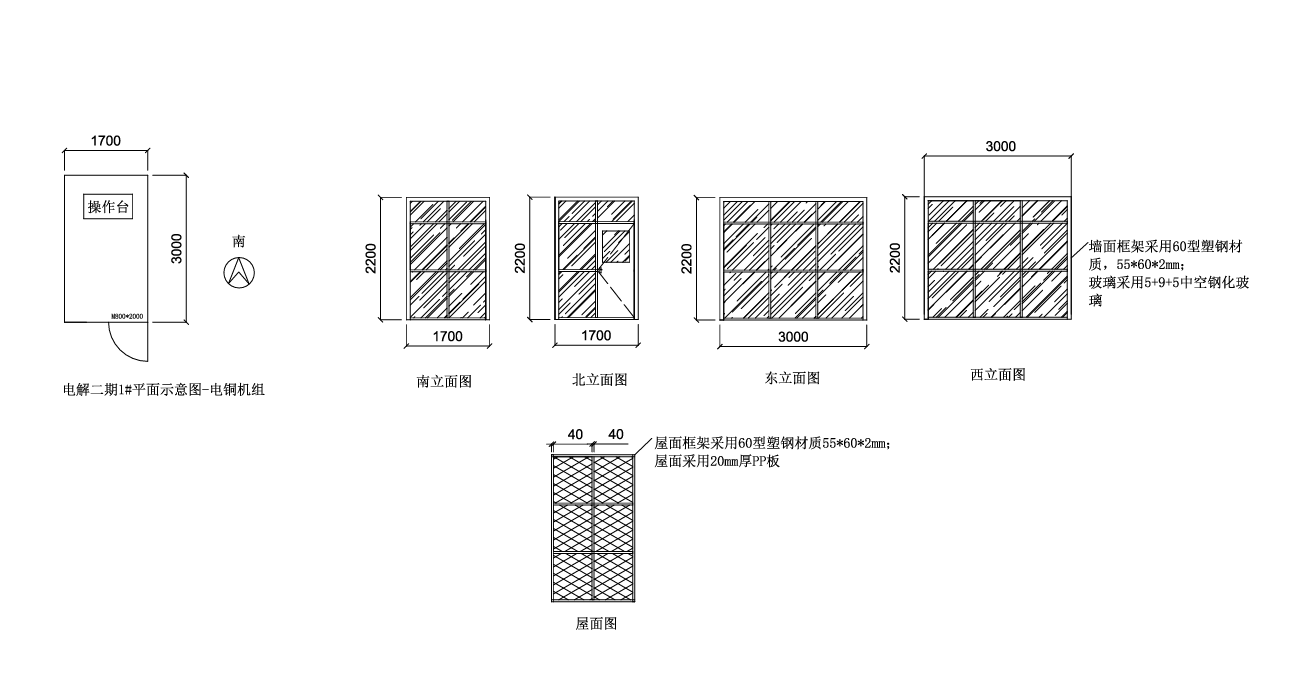 1700
操作台
3000
M800*2000
南
电解二期1#平面示意图-电铜机组
2200
1700
南立面图
2200
1700
北立面图
2200
3000
东立面图
3000
2200
西立面图
墙面框架采用60型塑钢材
质，55*60*2mm；
玻璃采用5+9+5中空钢化玻
璃
40 40
屋面框架采用60型塑钢材质55*60*2mm；
屋面采用20mm厚PP板
屋面图